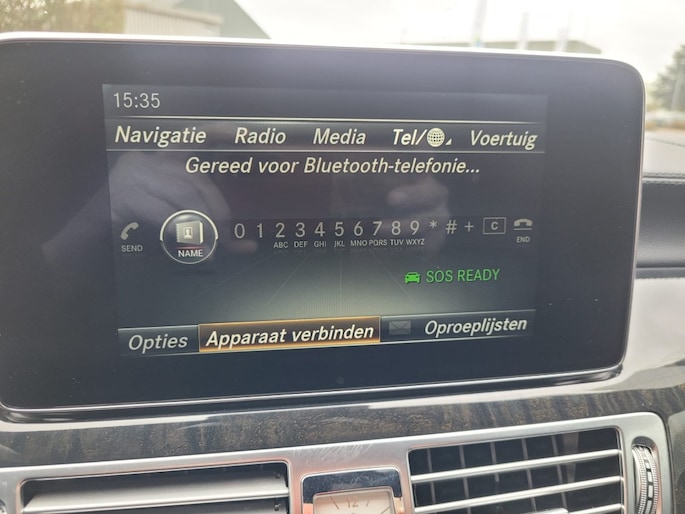 15:35
Navigatie Radio Media Tel/ Voertuig
Gereed voor Bluetooth-telefonie...
0 1 2 3 4 5 6 7 8 9 * # + C
SEND NAME ABC DEF GHI JKL MNO PQRS TUV WXYZ END
SOS READY
Opties Apparaat verbinden Oproeplijsten
12